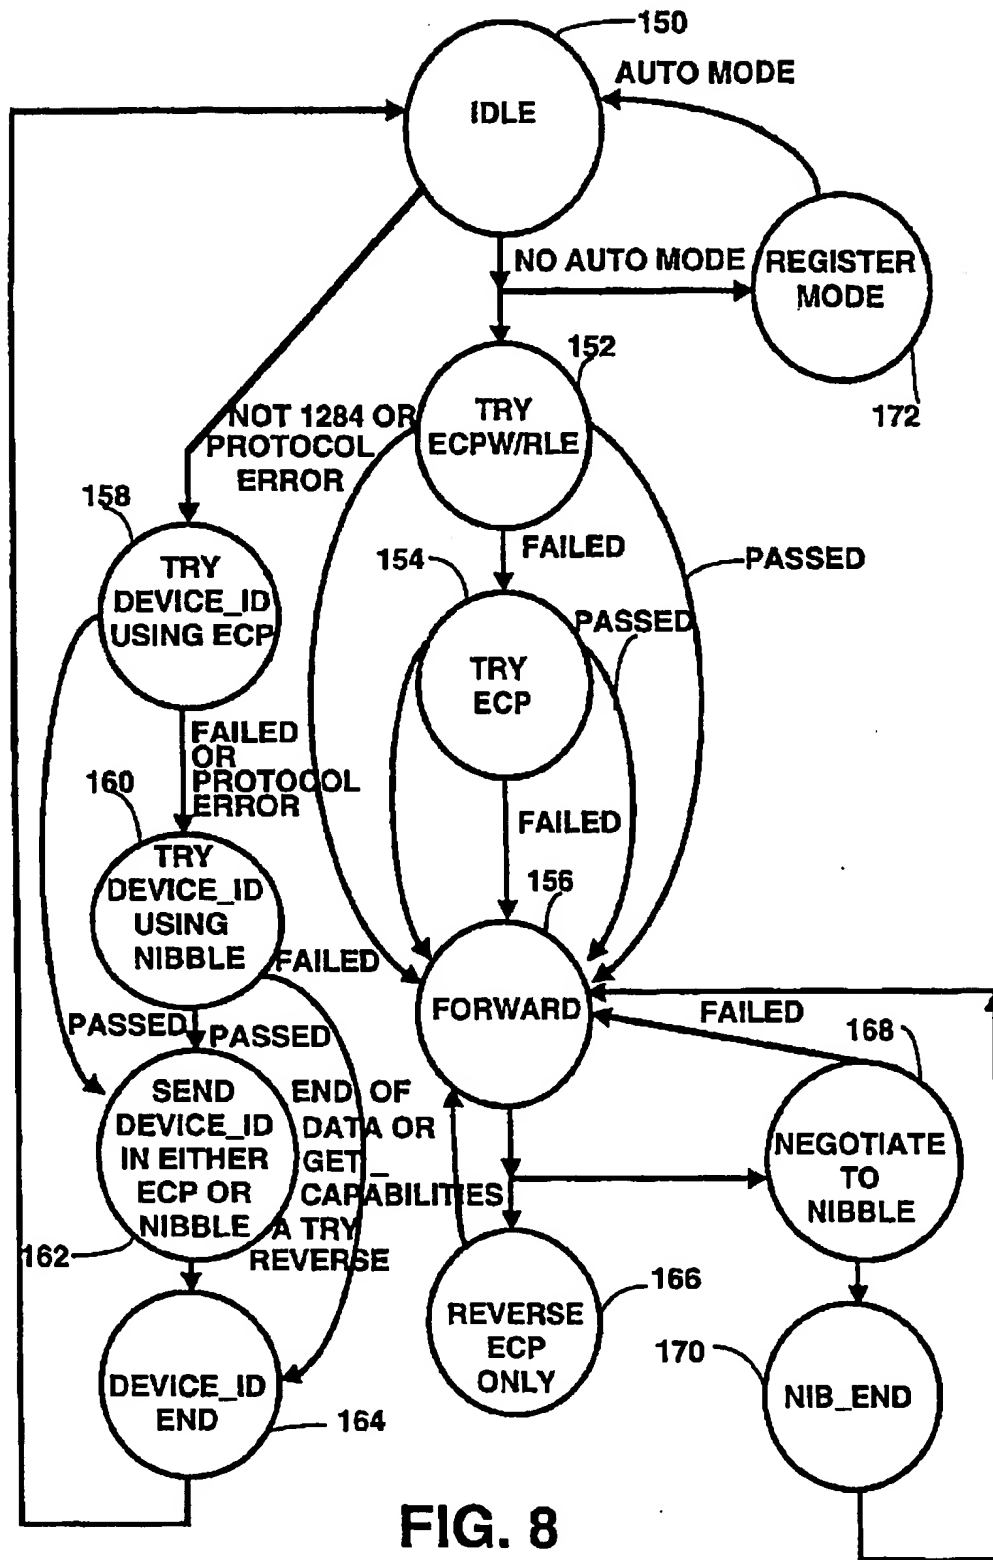 150
AUTO MODE
IDLE
NO AUTO MODE
REGISTER
MODE
172
152
TRY
ECPW/RLE
NOT 1284 OR
PROTOCOL
ERROR
158
TRY
DEVICE_ID
USING ECP
FAILED
154
PASSED
PASSED
TRY
ECP
FAILED
OR
PROTOCOL
ERROR
160
TRY
DEVICE_ID
USING
NIBBLE
FAILED
156
FAILED
FORWARD
FAILED
168
PASSED
PASSED
SEND
DEVICE_ID
IN EITHER
ECP OR
NIBBLE
162
END OF
DATA OR
GET_
CAPABILITIES
A TRY
REVERSE
NEGOTIATE
TO
NIBBLE
166
REVERSE
ECP
ONLY
170
NIB_END
DEVICE_ID
END
164
FIG. 8